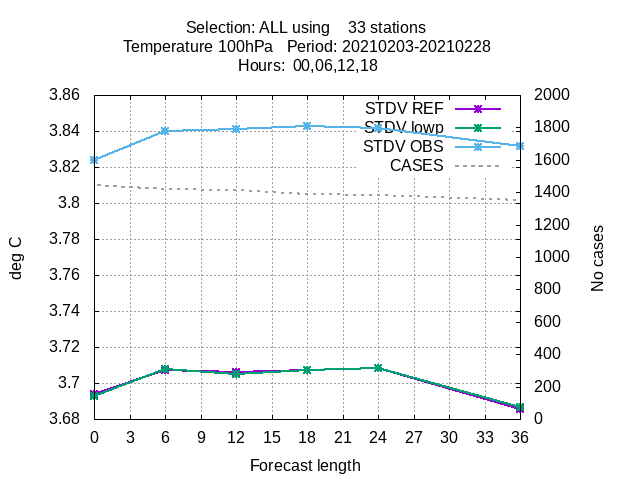 Selection: ALL using 33 stations
Temperature 100hPa Period: 20210203-20210228
Hours: 00,06,12,18
3.86
3.84
3.82
3.8
3.78
3.76
3.74
3.72
3.7
3.68
deg C
STDV REF
STDV lowp
STDV OBS
CASES
2000
1800
1600
1400
1200
1000
800
600
400
200
0
No cases
0 3 6 9 12 15 18 21 24 27 30 33 36
Forecast length